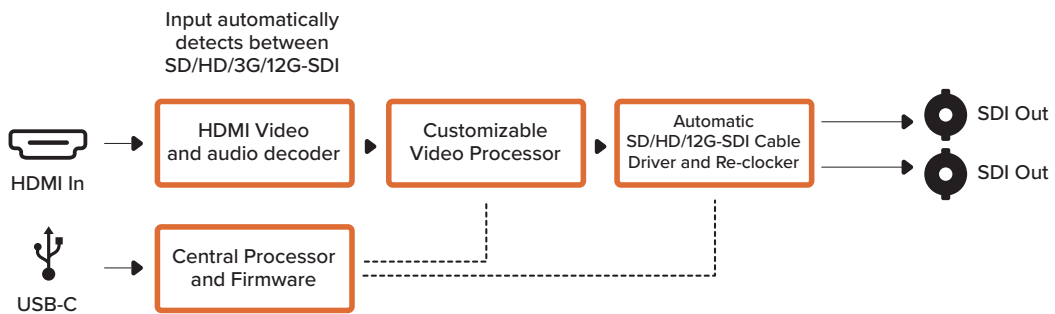 Input automatically
detects between
SD/HD/3G/12G-SDI
HDMI In
HDMI Video
and audio decoder
Customizable
Video Processor
Automatic
SD/HD/12G-SDI Cable
Driver and Re-clocker
SDI Out
SDI Out
USB-C
Central Processor
and Firmware